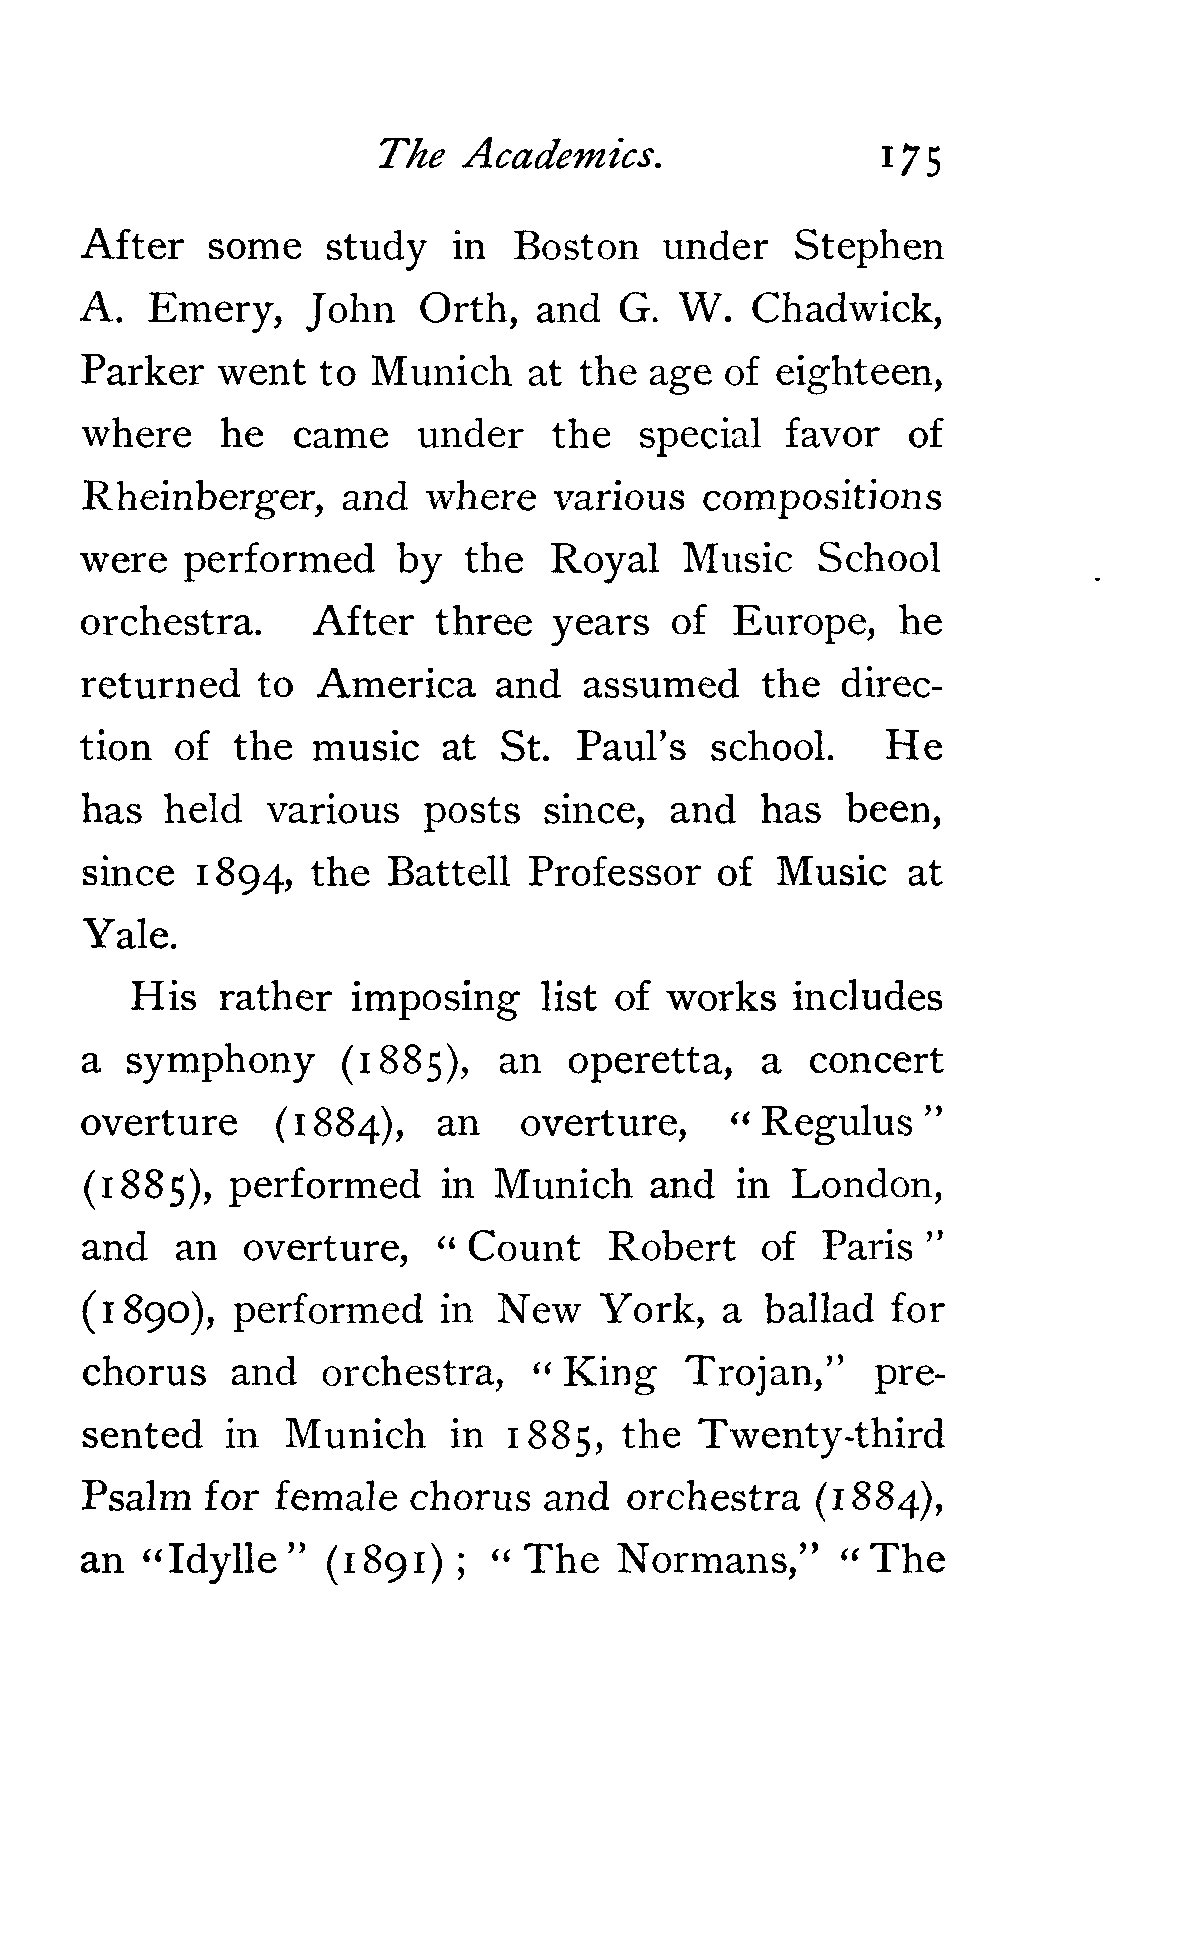 The Academics. 175
After some study in Boston under Stephen
A. Emery, John Orth, and G. W. Chadwick,
Parker went to Munich at the age of eighteen,
where he came under the special favor of
Rheinberger, and where various compositions
were performed by the Royal Music School
orchestra. After three years of Europe, he
returned to America and assumed the direc-
tion of the music at St. Paul's school. He
has held various posts since, and has been,
since 1894, the Battell Professor of Music at
Yale.
His rather imposing list of works includes
a symphony (1885), an operetta, a concert
overture (1884), an overture, “Regulus”
(1885), performed in Munich and in London,
and an overture, “Count Robert of Paris”
(1890), performed in New York, a ballad for
chorus and orchestra, “King Trojan,” pre-
sented in Munich in 1885, the Twenty-third
Psalm for female chorus and orchestra (1884),
an “Idylle” (1891); “The Normans,” “The